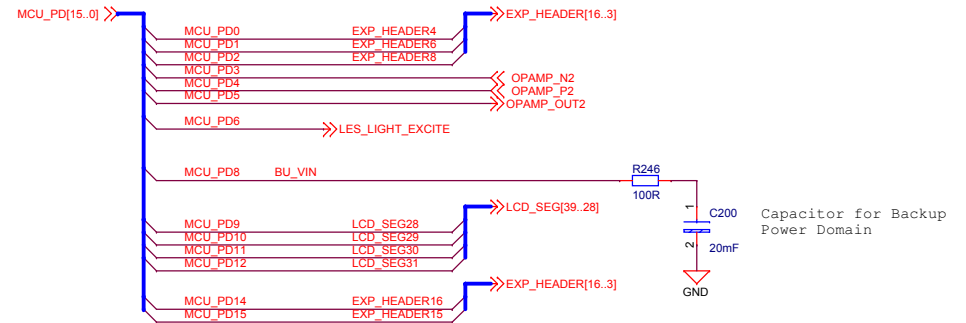 MCU_PD[15..0] EXP_HEADER[16..3]
MCU_PD0 EXP_HEADER4
MCU_PD1 EXP_HEADER6
MCU_PD2 EXP_HEADER8
MCU_PD3 OPAMP_N2
MCU_PD4 OPAMP_P2
MCU_PD5 OPAMP_OUT2
MCU_PD6 LES_LIGHT_EXCITE
MCU_PD8 BU_VIN
R246
100R
LCD_SEG[39..28]
MCU_PD9 LCD_SEG28
MCU_PD10 LCD_SEG29
MCU_PD11 LCD_SEG30
MCU_PD12 LCD_SEG31
1
C200
2
20mF
GND
Capacitor for Backup
Power Domain
EXP_HEADER[16..3]
MCU_PD14 EXP_HEADER16
MCU_PD15 EXP_HEADER15